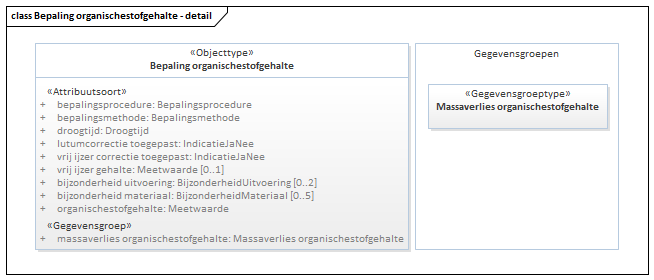 class Bepaling organischestofgehalte - detail
«Objecttype»
Bepaling organischestofgehalte
«Attribuutsoort»
+ bepalingsprocedure: Bepalingsprocedure
+ bepalingsmethode: Bepalingsmethode
+ droogtijd: Droogtijd
+ lutumcorrectie toegepast: IndicatieJaNee
+ vrij ijzer correctie toegepast: IndicatieJaNee
+ vrij ijzer gehalte: Meetwaarde [0..1]
+ bijzonderheid uitvoering: BijzonderheidUitvoering [0..2]
+ bijzonderheid materiaal: BijzonderheidMateriaal [0..5]
+ organischestofgehalte: Meetwaarde
«Gegevensgroep»
+ massaverlies organischestofgehalte: Massaverlies organischestofgehalte
Gegevensgroepen
«Gegevensgroeptype»
Massaverlies organischestofgehalte